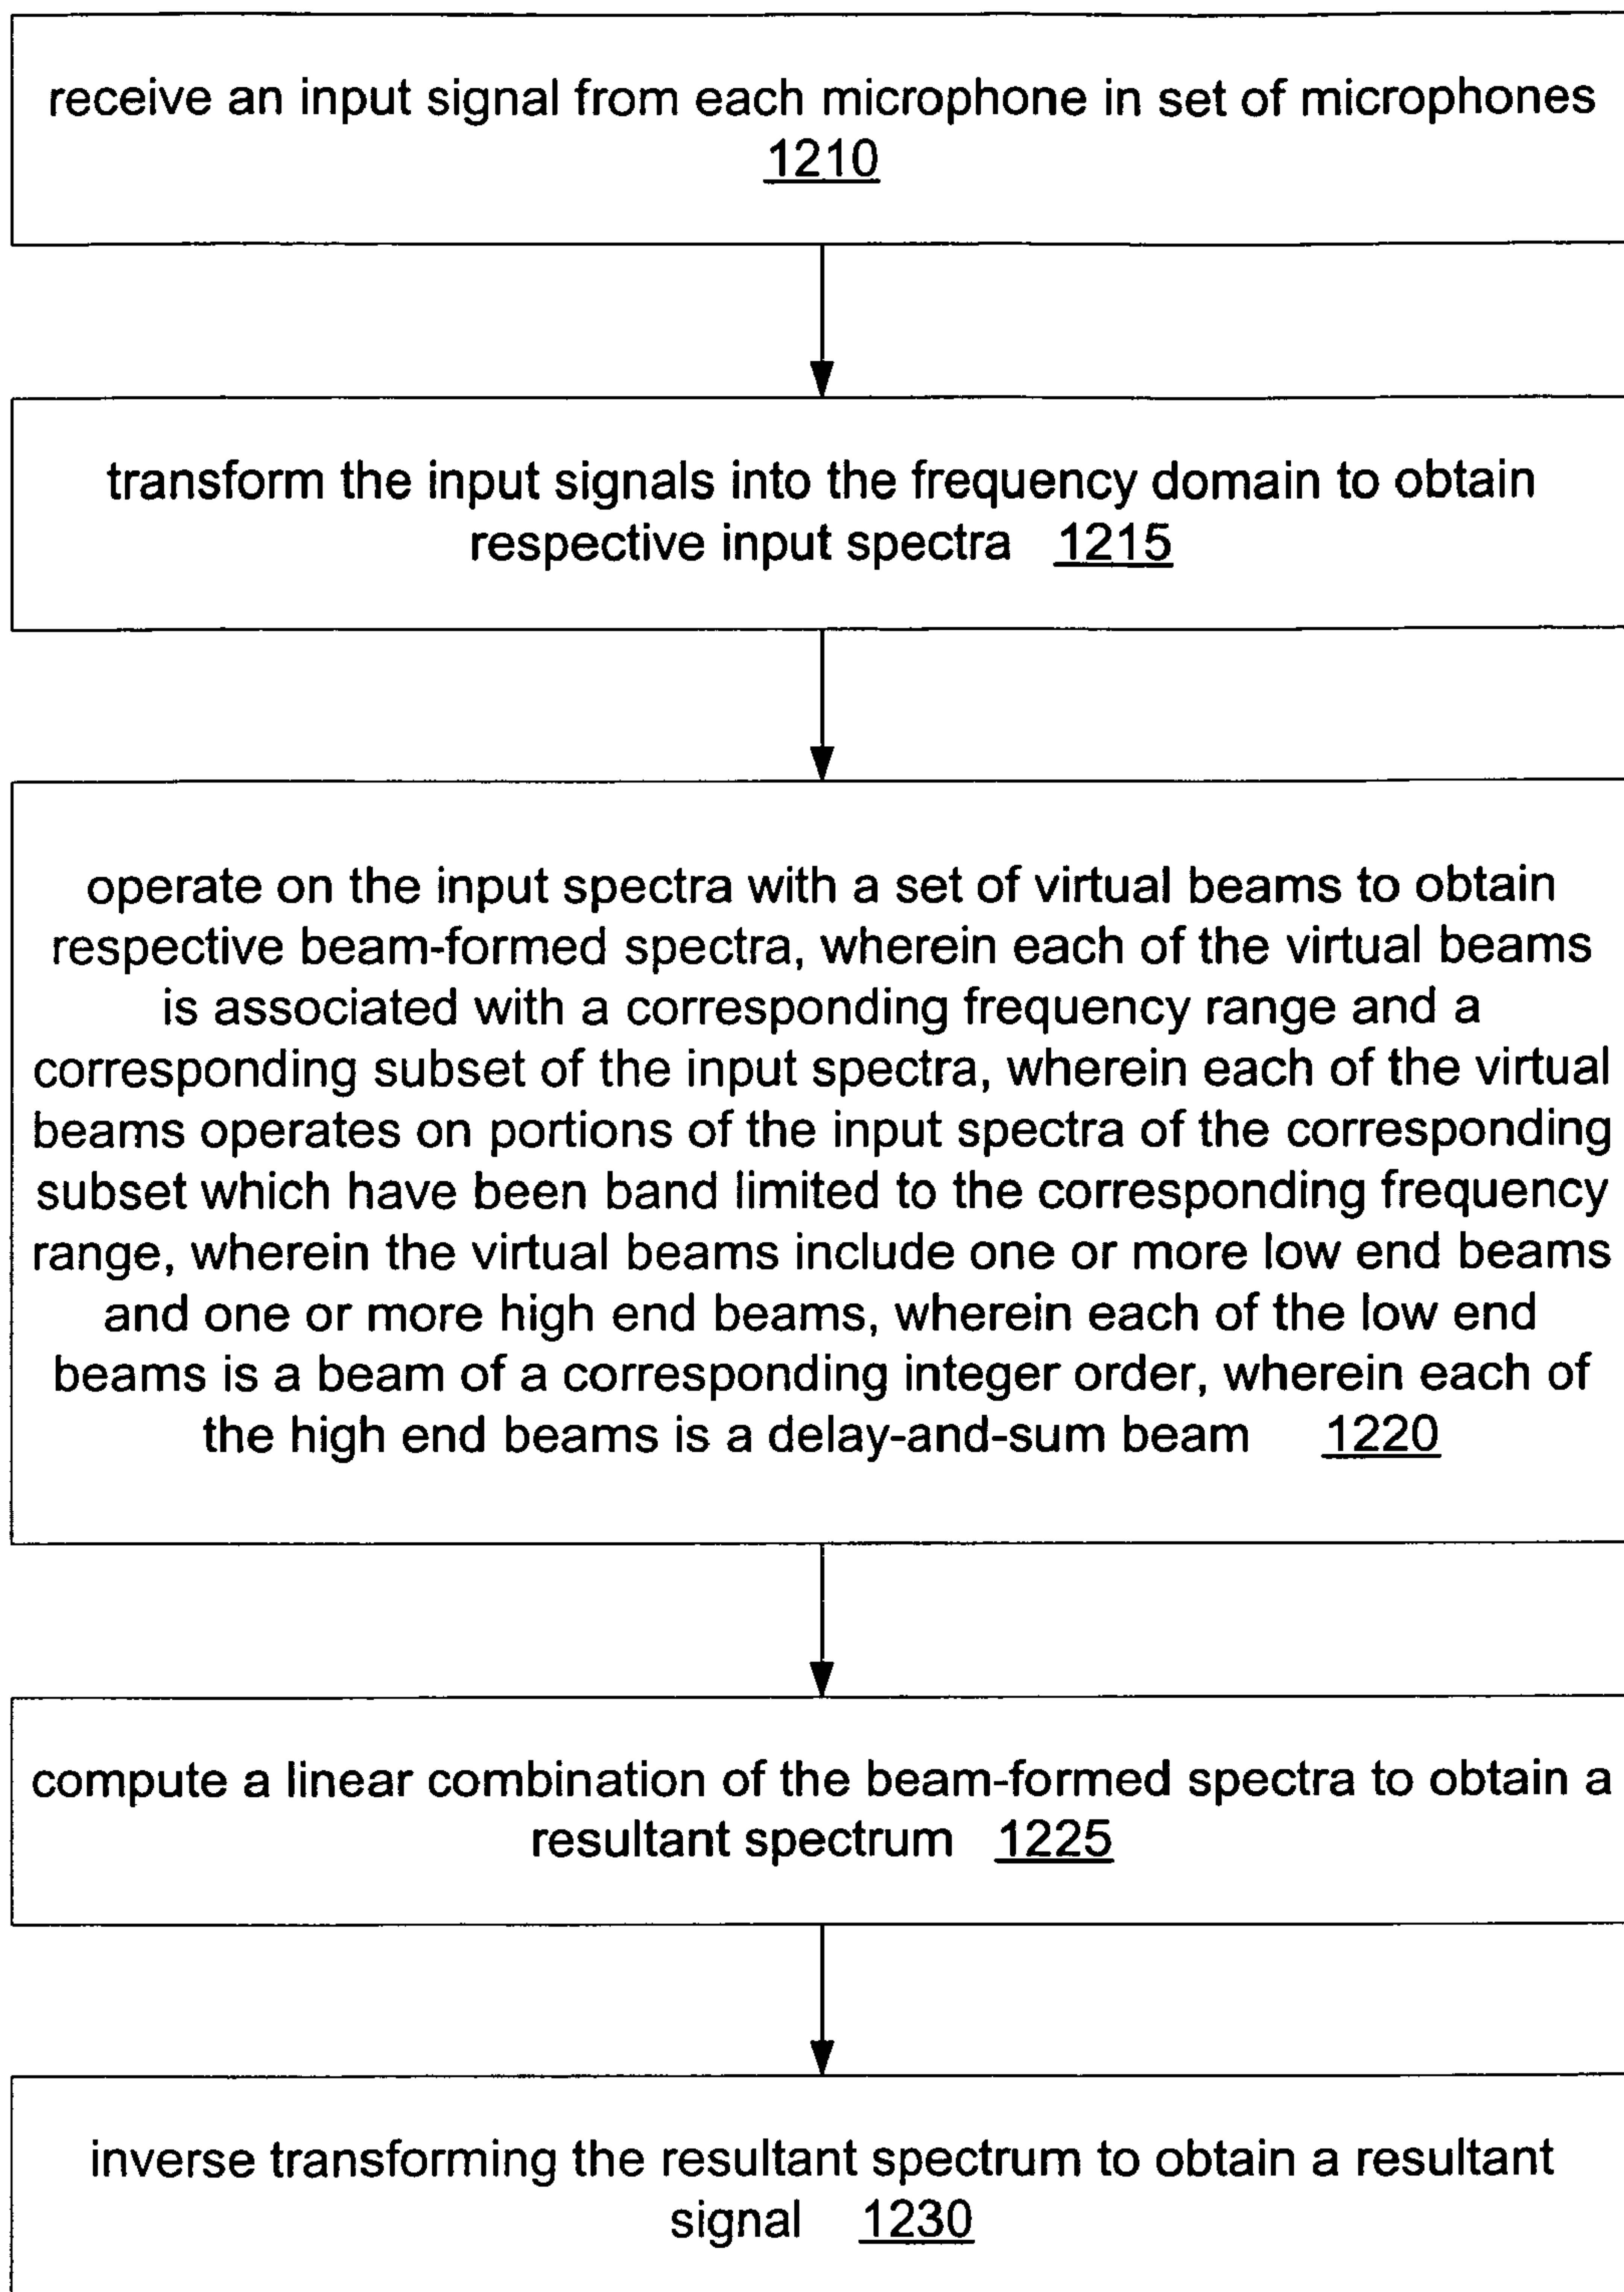 receive an input signal from each microphone in set of microphones
1210
transform the input signals into the frequency domain to obtain
respective input spectra 1215
operate on the input spectra with a set of virtual beams to obtain
respective beam-formed spectra, wherein each of the virtual beams
is associated with a corresponding frequency range and a
corresponding subset of the input spectra, wherein each of the virtual
beams operates on portions of the input spectra of the corresponding
subset which have been band limited to the corresponding frequency
range, wherein the virtual beams include one or more low end beams
and one or more high end beams, wherein each of the low end
beams is a beam of a corresponding integer order, wherein each of
the high end beams is a delay-and-sum beam 1220
compute a linear combination of the beam-formed spectra to obtain a
resultant spectrum 1225
inverse transforming the resultant spectrum to obtain a resultant
signal 1230